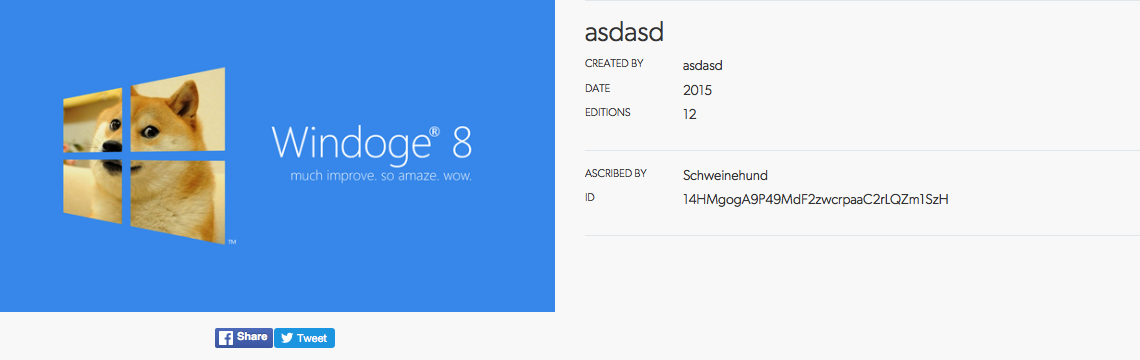 Windoge® 8
much improve. so amaze. wow.
™
Share
Tweet
asdasd
CREATED BY asdasd
DATE 2015
EDITIONS 12
ASCRIBED BY Schweinehund
ID 14HMgogA9P49MdF2zwcrpaaC2rLQZm1SzH